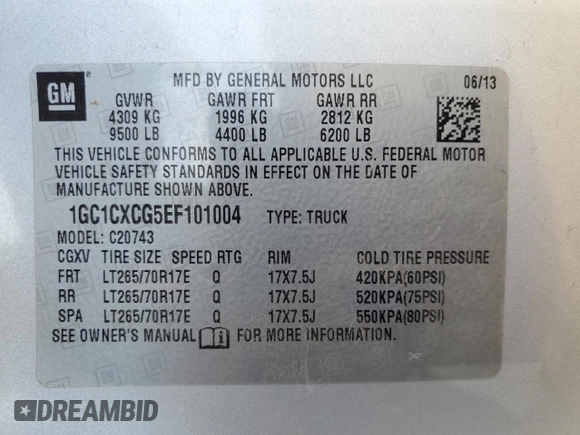 GM
MFD BY GENERAL MOTORS LLC 06/13
GVWR GAWR FRT GAWR RR
4309 KG 1996 KG 2812 KG
9500 LB 4400 LB 6200 LB
THIS VEHICLE CONFORMS TO ALL APPLICABLE U.S. FEDERAL MOTOR
VEHICLE SAFETY STANDARDS IN EFFECT ON THE DATE OF
MANUFACTURE SHOWN ABOVE.
1GC1CXCG5EF101004 TYPE: TRUCK
MODEL: C20743
CGXV TIRE SIZE SPEED RTG RIM COLD TIRE PRESSURE
FRT LT265/70R17E Q 17X7.5J 420KPA(60PSI)
RR LT265/70R17E Q 17X7.5J 520KPA(75PSI)
SPA LT265/70R17E Q 17X7.5J 550KPA(80PSI)
SEE OWNER'S MANUAL FOR MORE INFORMATION.
DREAMBID